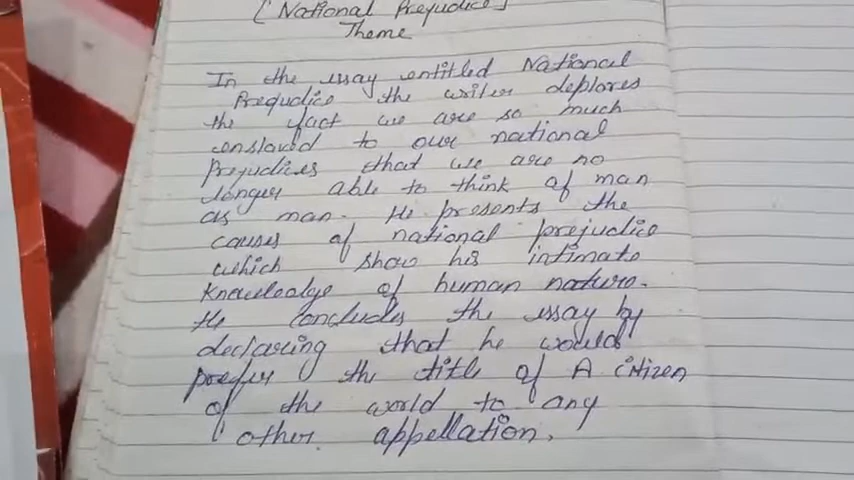 [National Prejudice]
Theme
In the essay entitled National
Prequdice the writer deplores
the fact we are so much
enslaved to our national
Prejudices that we are no
longer able to think of man
as man. He presents the
causes of national prejudice
which show his intimate
knowledge of human nature.
He concludes the essay by
declaring that he would
prefer the title of A citizen
of the world to any
other appellation.